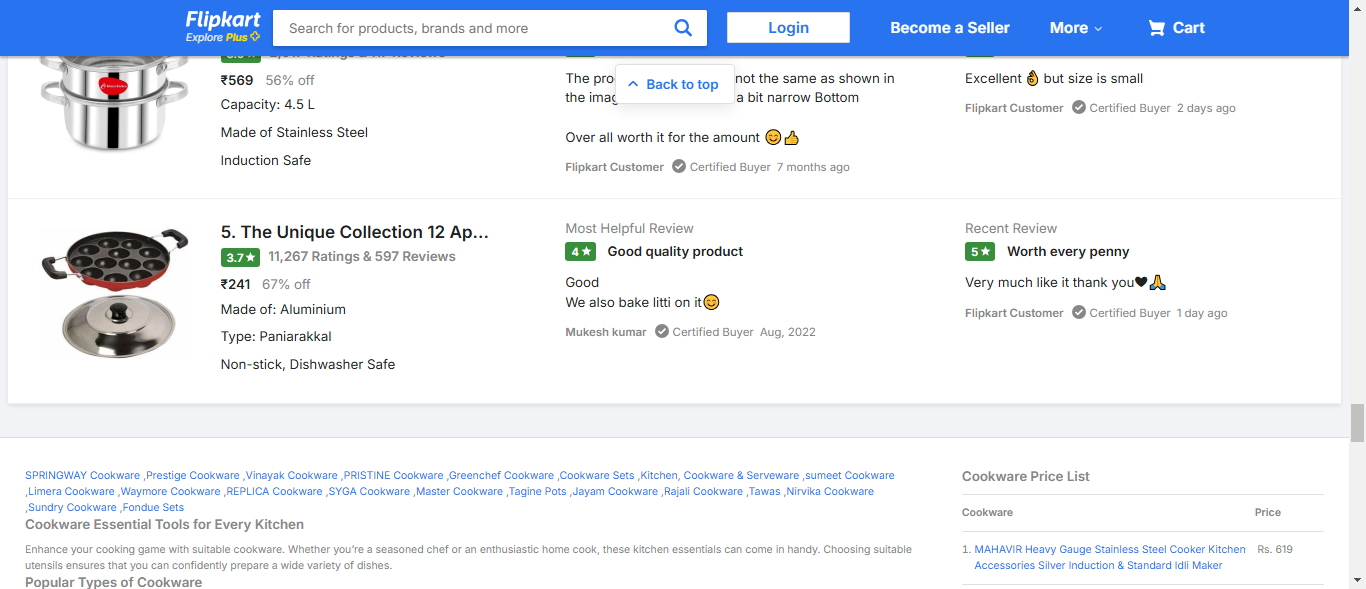 Flipkart
Explore Plus
Search for products, brands and more
Login
Become a Seller
More
Cart
Back to top
₹569 56% off
Capacity: 4.5 L
Made of Stainless Steel
Induction Safe
The not the same as shown in
the a bit narrow Bottom
Over all worth it for the amount 😊👍
Flipkart Customer Certified Buyer 7 months ago
Excellent 👌 but size is small
Flipkart Customer Certified Buyer 2 days ago
5. The Unique Collection 12 Ap...
3.7★ 11,267 Ratings & 597 Reviews
₹241 67% off
Made of: Aluminium
Type: Paniarakkal
Non-stick, Dishwasher Safe
Most Helpful Review
4★ Good quality product
Good
We also bake litti on it😊
Mukesh kumar Certified Buyer Aug, 2022
Recent Review
5★ Worth every penny
Very much like it thank you🖤🙏
Flipkart Customer Certified Buyer 1 day ago
SPRINGWAY Cookware ,Prestige Cookware ,Vinayak Cookware ,PRISTINE Cookware ,Greenchef Cookware ,Cookware Sets ,Kitchen, Cookware & Serveware ,sumeet Cookware
,Limera Cookware ,Waymore Cookware ,REPLICA Cookware ,SYGA Cookware ,Master Cookware ,Tagine Pots ,Jayam Cookware ,Rajali Cookware ,Tawas ,Nirvika Cookware
,Sundry Cookware ,Fondue Sets
Cookware Essential Tools for Every Kitchen
Enhance your cooking game with suitable cookware. Whether you're a seasoned chef or an enthusiastic home cook, these kitchen essentials can come in handy. Choosing suitable
utensils ensures that you can confidently prepare a wide variety of dishes.
Popular Types of Cookware
Cookware Price List
Cookware Price
1. MAHAVIR Heavy Gauge Stainless Steel Cooker Kitchen Rs. 619
Accessories Silver Induction & Standard Idli Maker